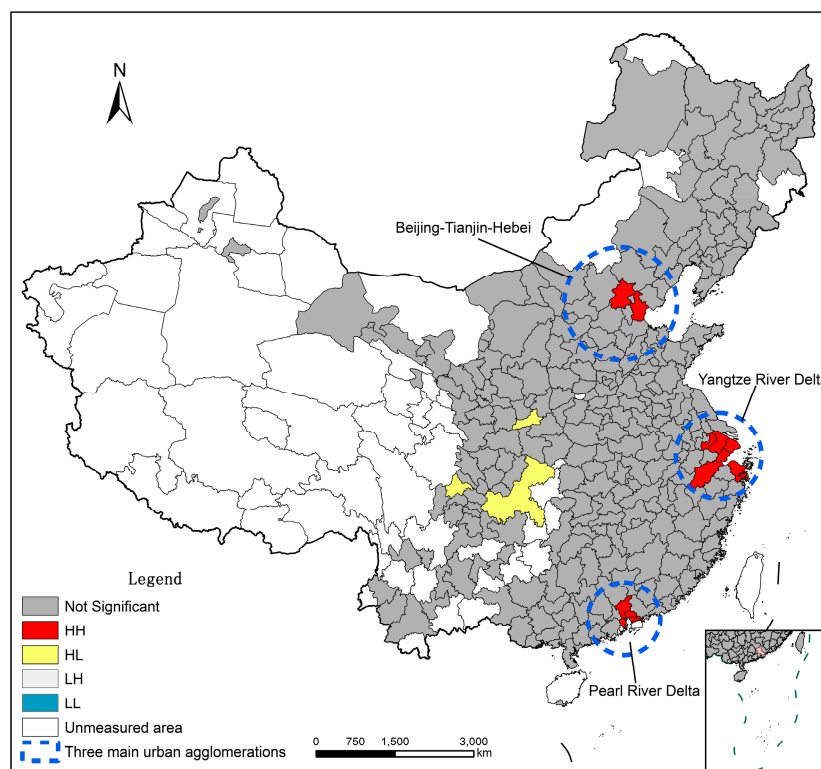 N
Beijing-Tianjin-Hebei
Yangtze River Delta
Pearl River Delta
Legend
Not Significant
HH
HL
LH
LL
Unmeasured area
Three main urban agglomerations
0 750 1,500 3,000
km